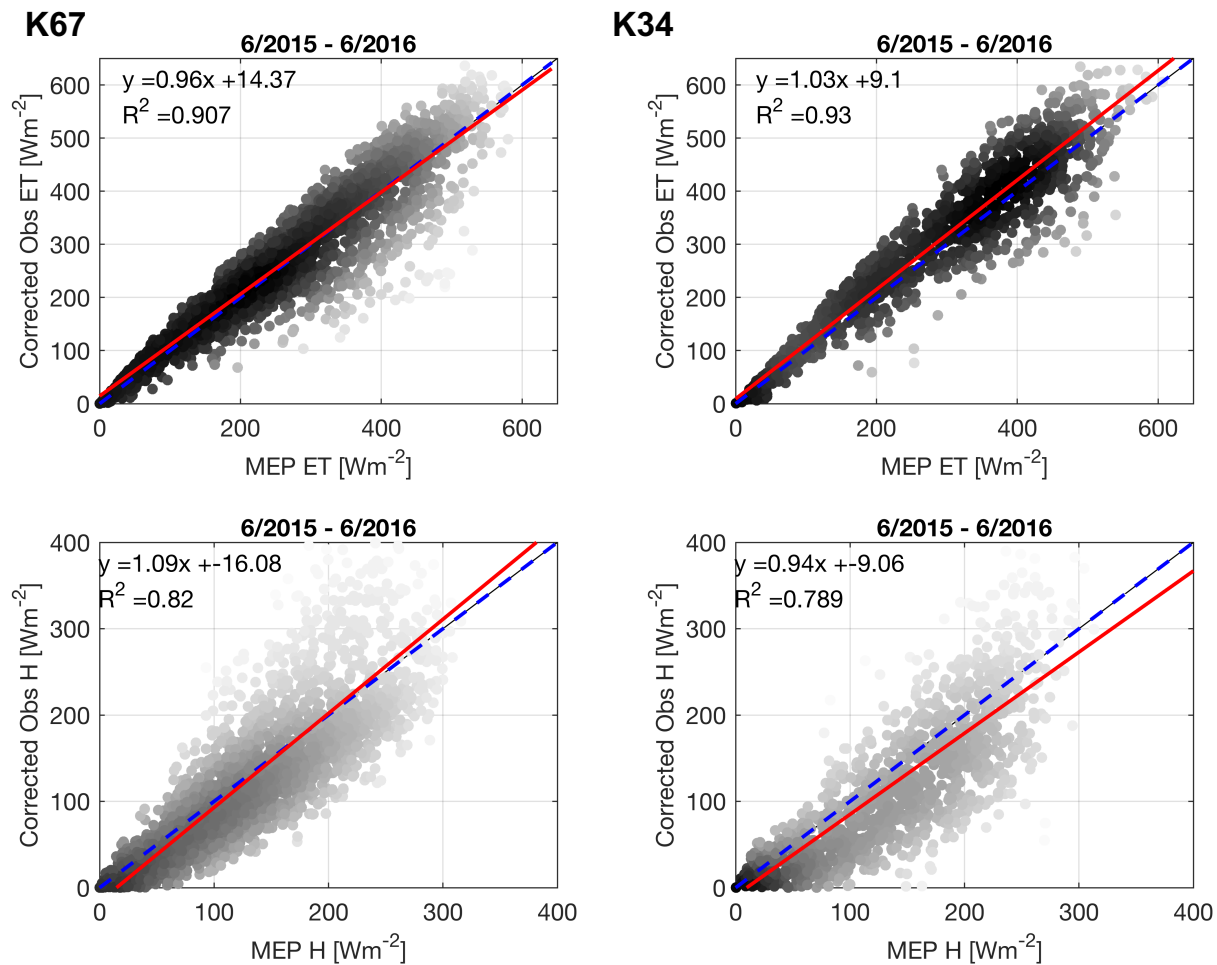 K67
6/2015 - 6/2016
y =0.96x +14.37
R² =0.907
Corrected Obs ET [Wm⁻²]
600
500
400
300
200
100
0
0 200 400 600
MEP ET [Wm⁻²]
K34
6/2015 - 6/2016
y =1.03x +9.1
R² =0.93
Corrected Obs ET [Wm⁻²]
600
500
400
300
200
100
0
0 200 400 600
MEP ET [Wm⁻²]
6/2015 - 6/2016
y =1.09x +-16.08
R² =0.82
Corrected Obs H [Wm⁻²]
400
300
200
100
0
0 100 200 300 400
MEP H [Wm⁻²]
6/2015 - 6/2016
y =0.94x +-9.06
R² =0.789
Corrected Obs H [Wm⁻²]
400
300
200
100
0
0 100 200 300 400
MEP H [Wm⁻²]